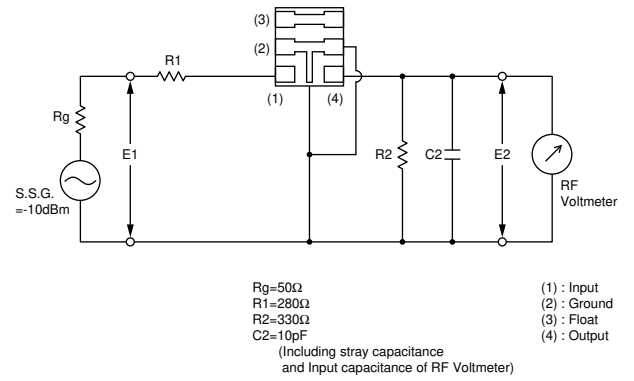 (3)
(2)
R1
(1)
(4)
Rg
E1
R2
C2
E2
S.S.G.
=-10dBm
RF
Voltmeter
Rg=50Ω
R1=280Ω
R2=330Ω
C2=10pF
(Including stray capacitance
and Input capacitance of RF Voltmeter)
(1) : Input
(2) : Ground
(3) : Float
(4) : Output